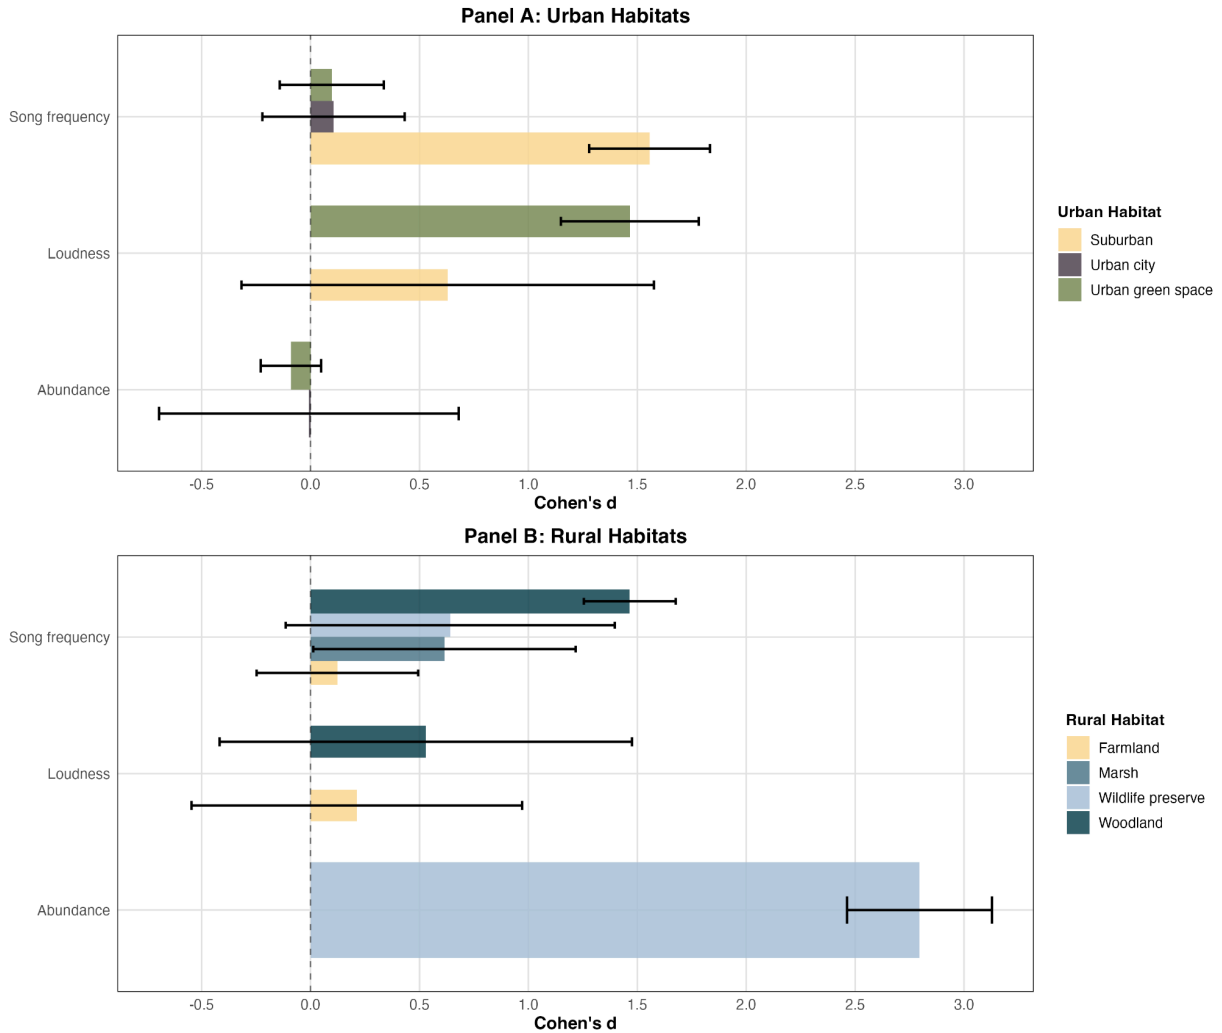 Panel A: Urban Habitats
Song frequency
Loudness
Abundance
-0.5 0.0 0.5 1.0 1.5 2.0 2.5 3.0
Cohen's d
Urban Habitat
Suburban
Urban city
Urban green space
Panel B: Rural Habitats
Song frequency
Loudness
Abundance
-0.5 0.0 0.5 1.0 1.5 2.0 2.5 3.0
Cohen's d
Rural Habitat
Farmland
Marsh
Wildlife preserve
Woodland